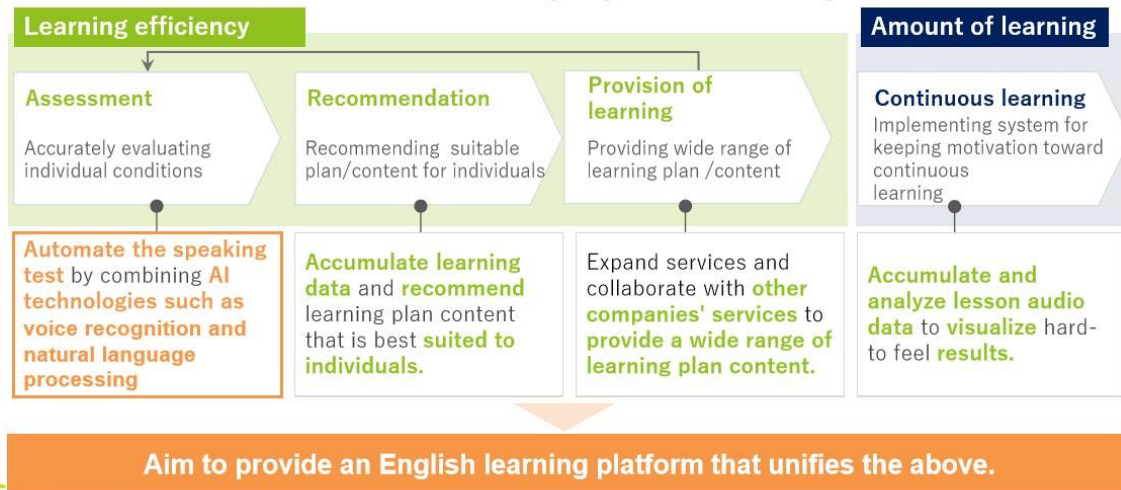 Learning efficiency
Amount of learning
Assessment
Accurately evaluating
individual conditions
Recommendation
Recommending suitable
plan/content for individuals
Provision of
learning
Providing wide range of
learning plan /content
Continuous learning
Implementing system for
keeping motivation toward
continuous
learning
Automate the speaking
test by combining AI
technologies such as
voice recognition and
natural language
processing
Accumulate learning
data and recommend
learning plan content
that is best suited to
individuals.
Expand services and
collaborate with other
companies' services to
provide a wide range of
learning plan content.
Accumulate and
analyze lesson audio
data to visualize hard-
to feel results.
Aim to provide an English learning platform that unifies the above.